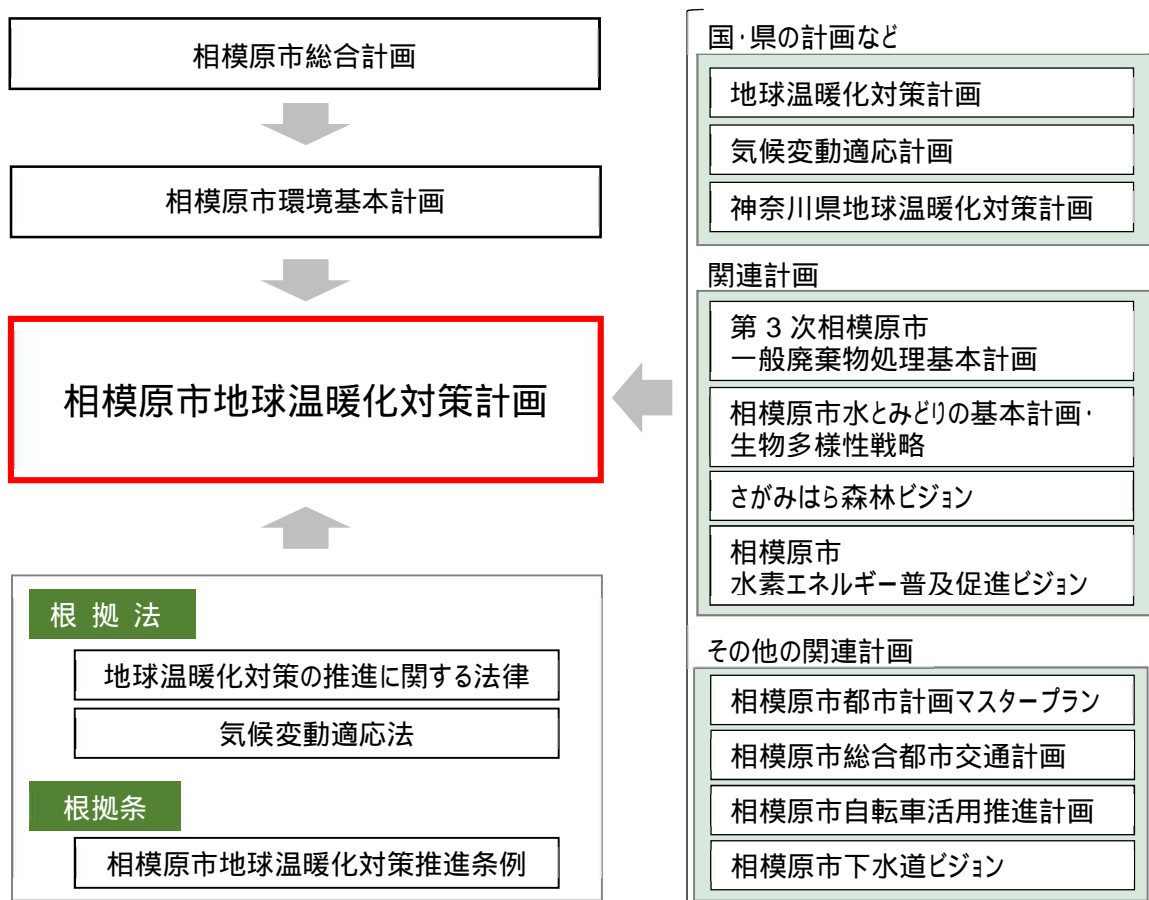 相模原市総合計画
相模原市環境基本計画
相模原市地球温暖化対策計画
根拠法
地球温暖化対策の推進に関する法律
気候変動適応法
根拠条
相模原市地球温暖化対策推進条例
国・県の計画など
地球温暖化対策計画
気候変動適応計画
神奈川県地球温暖化対策計画
関連計画
第3次相模原市
一般廃棄物処理基本計画
相模原市水とみどりの基本計画・
生物多様性戦略
さがみはら森林ビジョン
相模原市
水素エネルギー普及促進ビジョン
その他の関連計画
相模原市都市計画マスタープラン
相模原市総合都市交通計画
相模原市自転車活用推進計画
相模原市下水道ビジョン